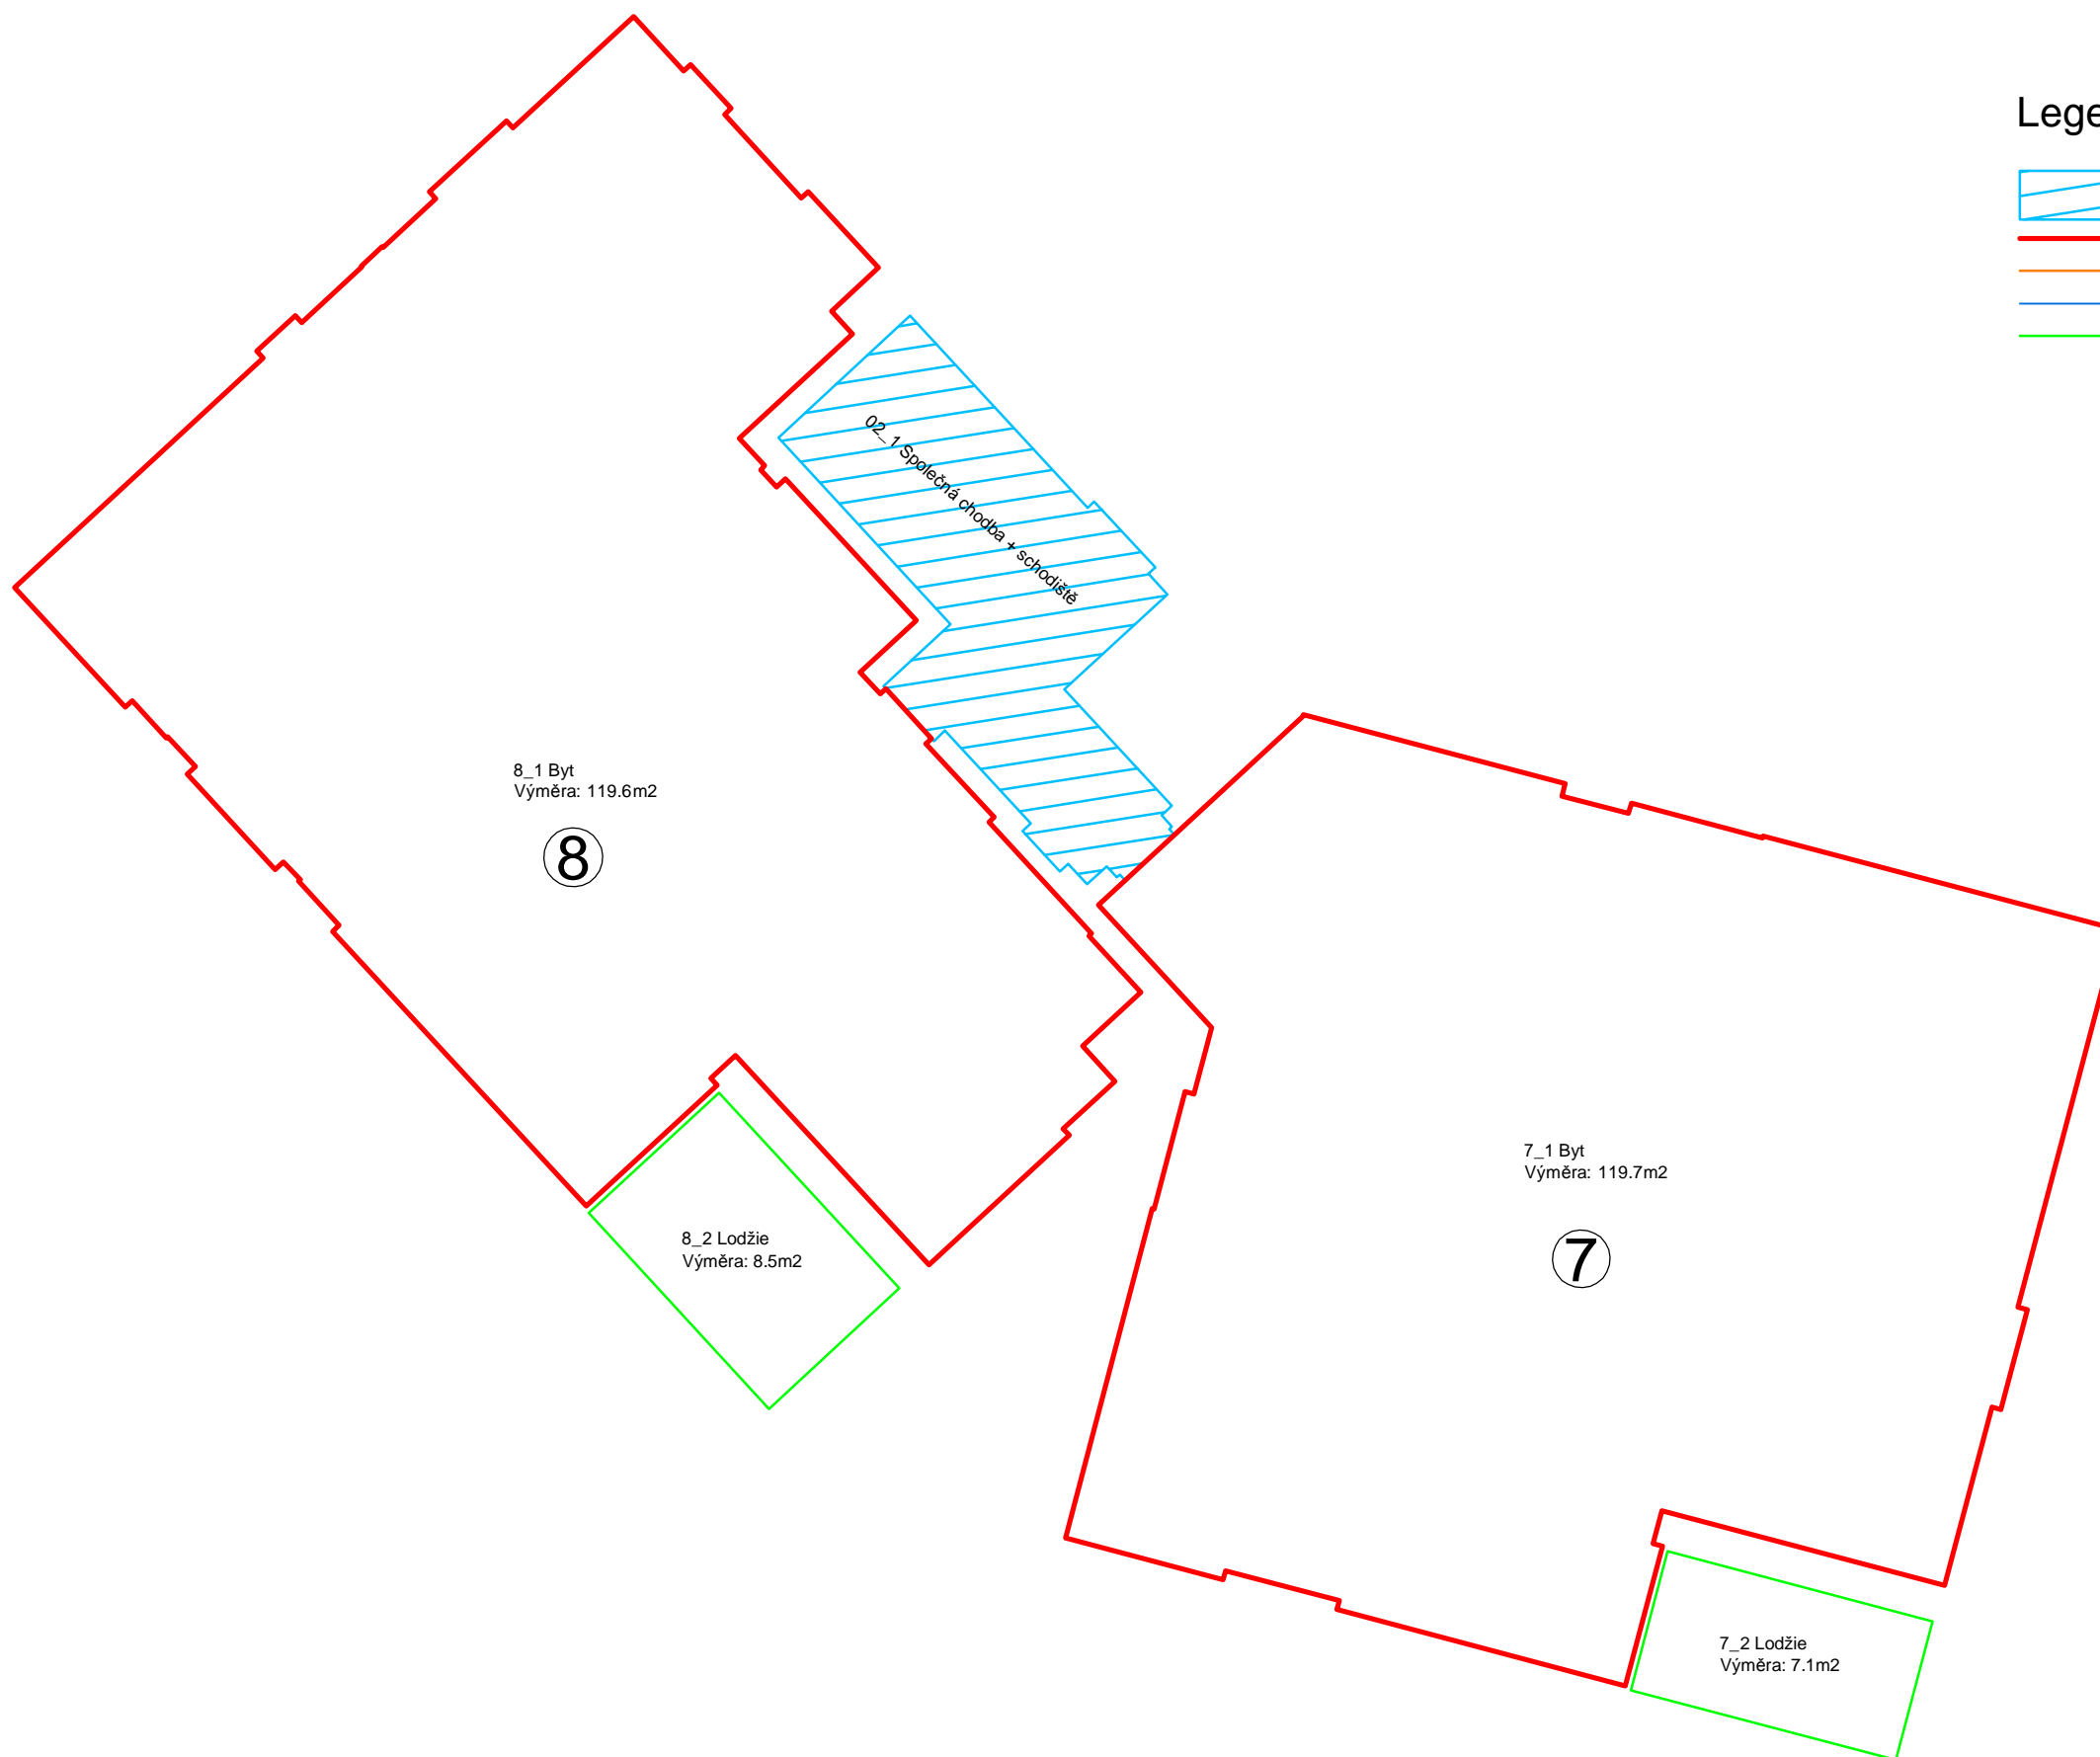 Lege
02_1 Společná chodba + schodiště
8_1 Byt
Výměra: 119.6m2
8
7_1 Byt
Výměra: 119.7m2
7
8_2 Lodžie
Výměra: 8.5m2
7_2 Lodžie
Výměra: 7.1m2